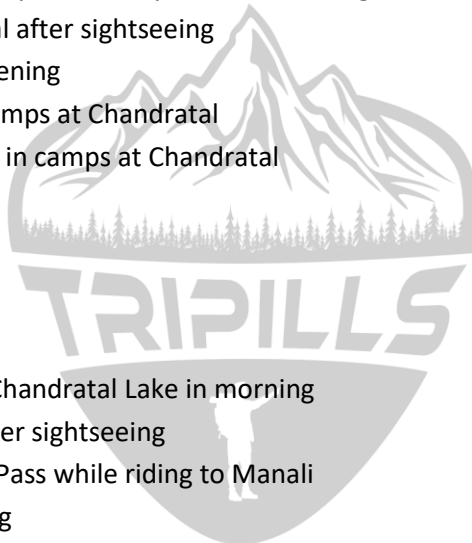 al after sightseeing
ening
mps at Chandratal
in camps at Chandratal
TRIPILLS
Chandratal Lake in morning
er sightseeing
Pass while riding to Manali
g